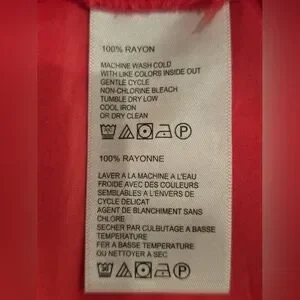 100% RAYON
MACHINE WASH COLD
WITH LIKE COLORS INSIDE OUT
GENTLE CYCLE
NON-CHLORINE BLEACH
TUMBLE DRY LOW
COOL IRON
OR DRY CLEAN
P
100% RAYONNE
LAVER A LA MACHINE A L'EAU
FROIDE AVEC DES COULEURS
SEMBLABLES A L'ENVERS DE
CYCLE DELICAT
AGENT DE BLANCHIMENT SANS
CHLORE
SECHER PAR CULBUTAGE A BASSE
TEMPERATURE
FER A BASSE TEMPERATURE
OU NETTOYER A SEC
P